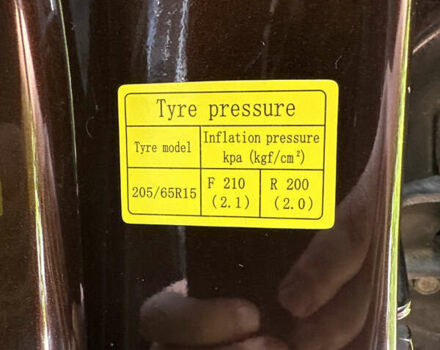 Tyre pressure
Tyre model
Inflation pressure
kpa (kgf/cm²)
205/65R15
F 210
(2.1)
R 200
(2.0)